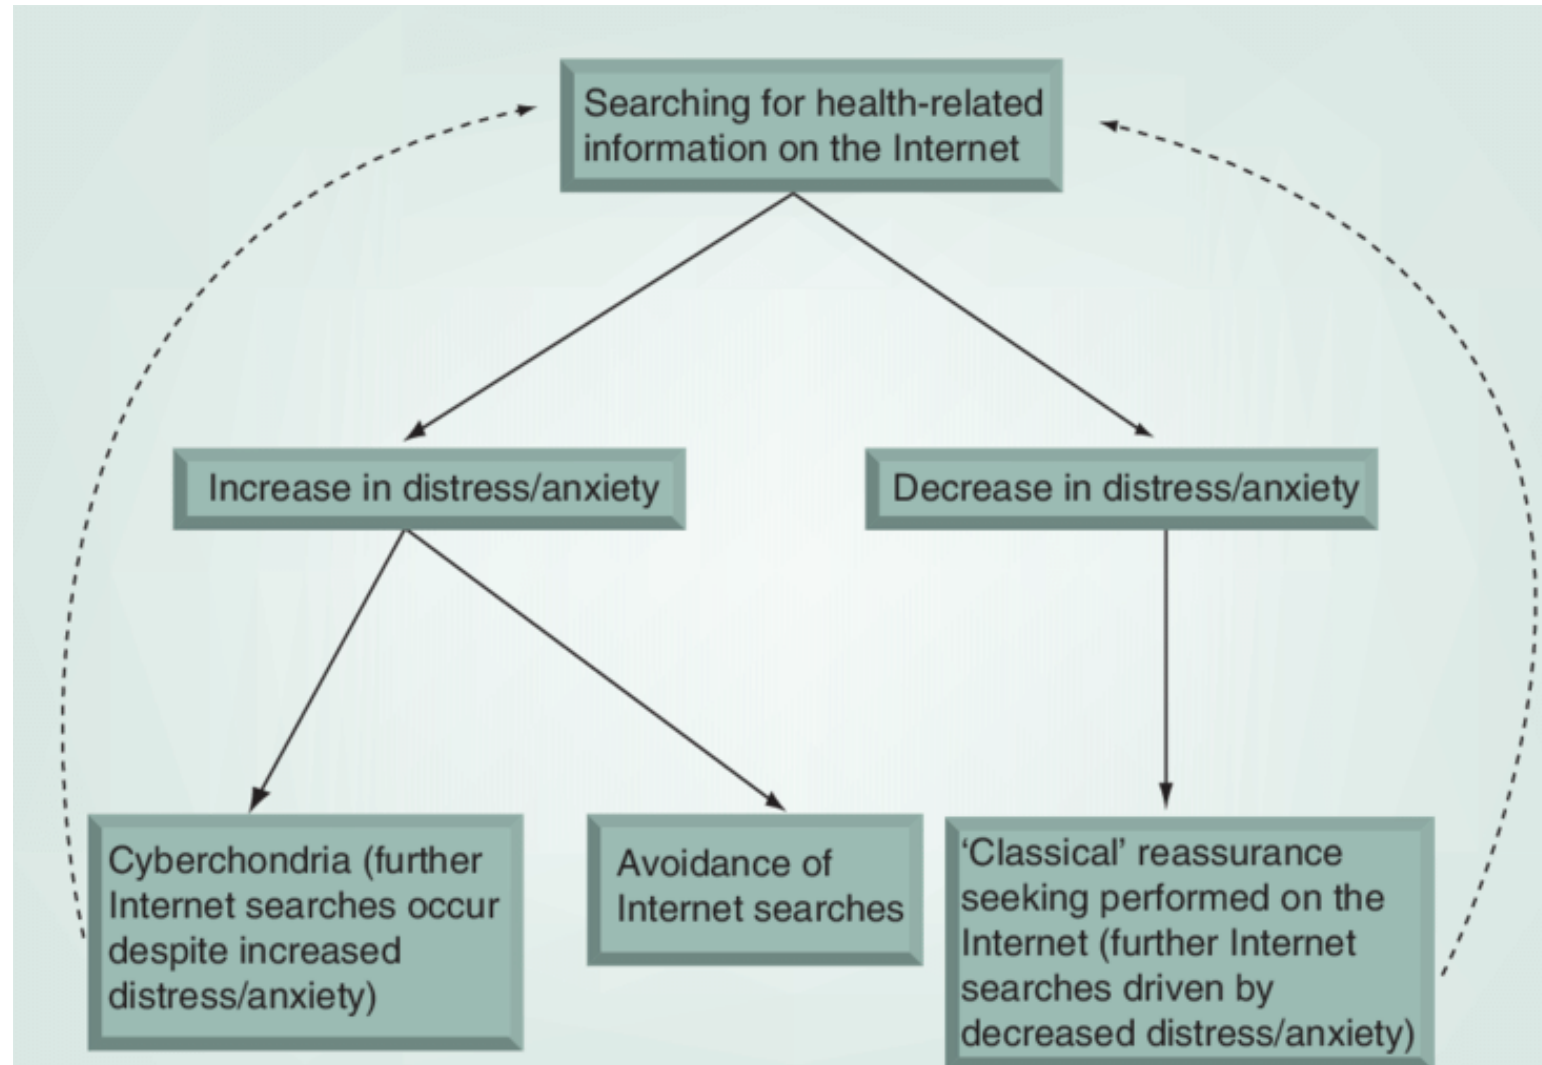 Searching for health-related
information on the Internet
Increase in distress/anxiety
Decrease in distress/anxiety
Cyberchondria (further
Internet searches occur
despite increased
distress/anxiety)
Avoidance of
Internet searches
‘Classical’ reassurance
seeking performed on the
Internet (further Internet
searches driven by
decreased distress/anxiety)